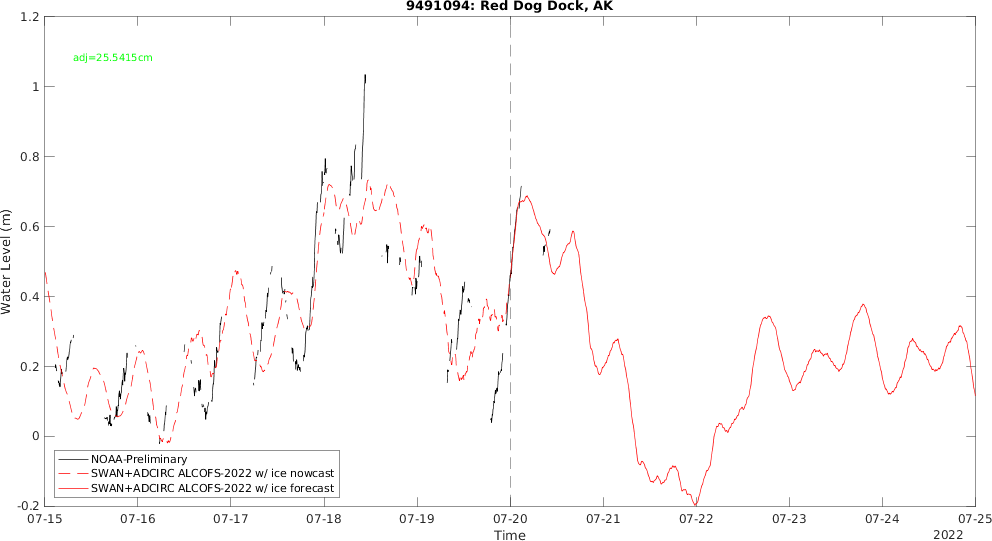 9491094: Red Dog Dock, AK
adj=25.5415cm
Water Level (m)
1.2
1
0.8
0.6
0.4
0.2
0
-0.2
NOAA-Preliminary
SWAN+ADCIRC ALCOFS-2022 w/ ice nowcast
SWAN+ADCIRC ALCOFS-2022 w/ ice forecast
07-15 07-16 07-17 07-18 07-19 07-20 07-21 07-22 07-23 07-24 07-25
Time
2022